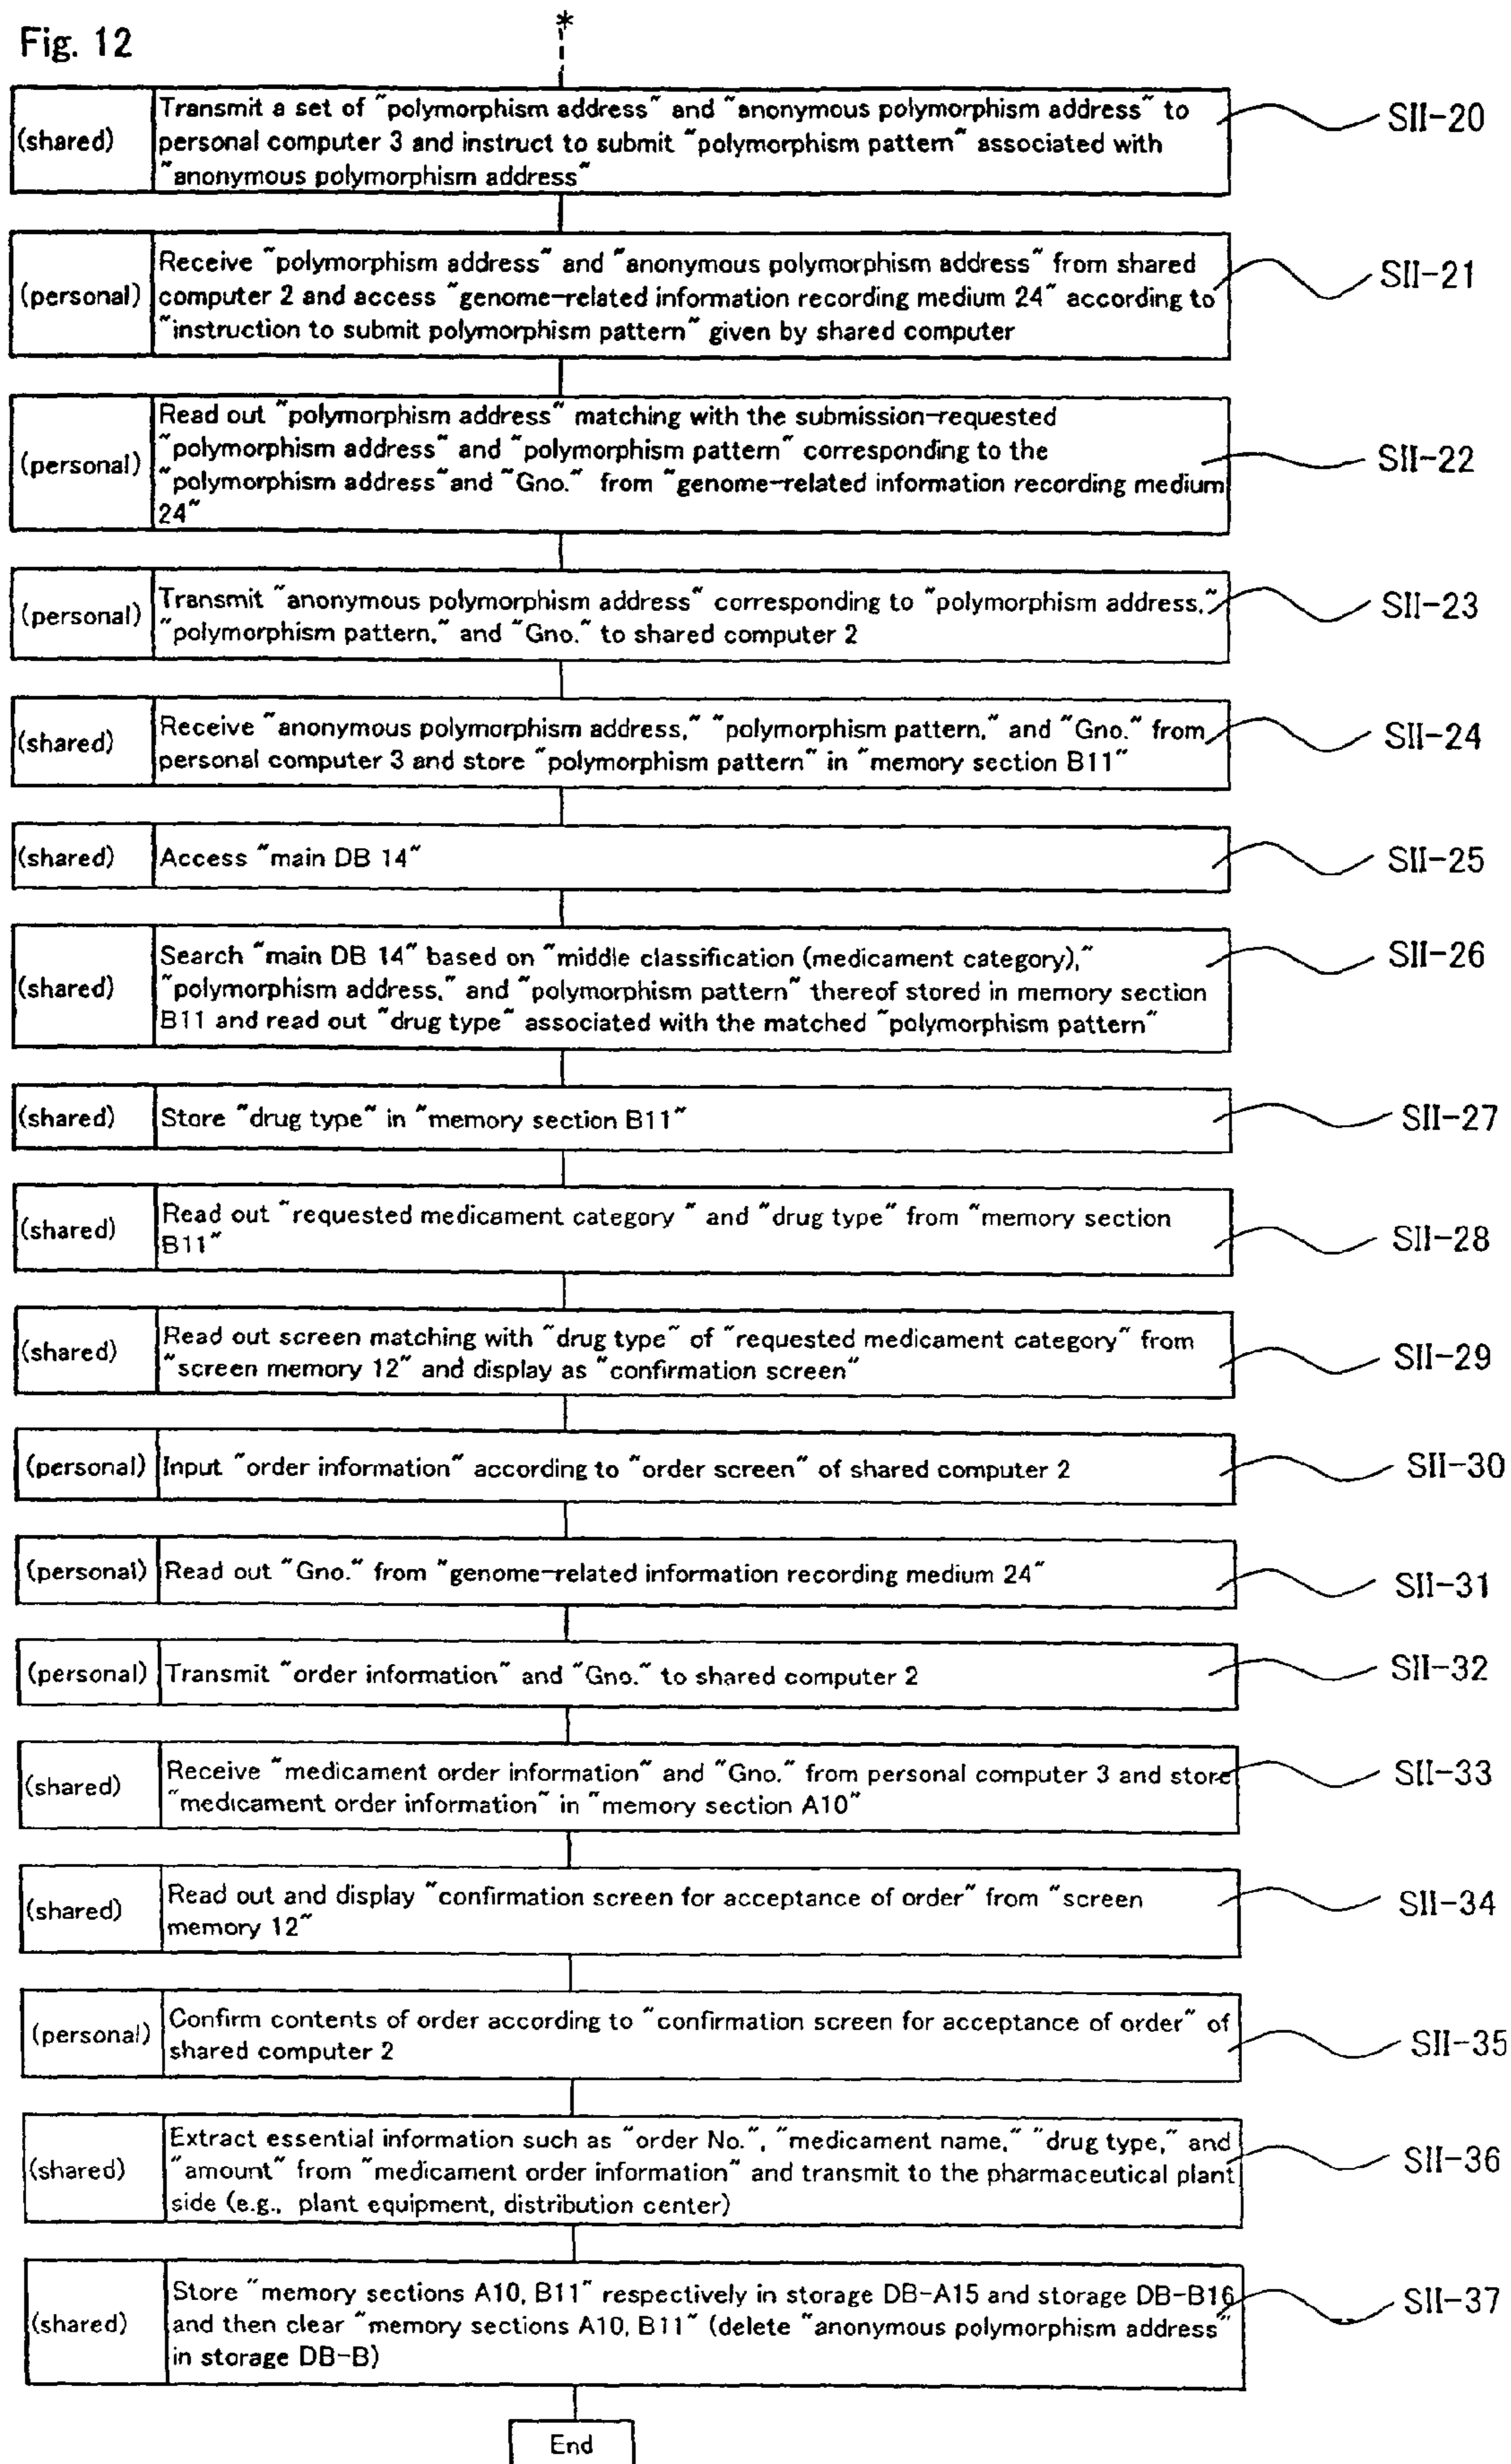 Fig. 12
*
(shared)
Transmit a set of "polymorphism address" and "anonymous polymorphism address" to
personal computer 3 and instruct to submit "polymorphism pattern" associated with
"anonymous polymorphism address"
SII-20
(personal)
Receive "polymorphism address" and "anonymous polymorphism address" from shared
computer 2 and access "genome-related information recording medium 24" according to
"instruction to submit polymorphism pattern" given by shared computer
SII-21
(personal)
Read out "polymorphism address" matching with the submission-requested
"polymorphism address" and "polymorphism pattern" corresponding to the
"polymorphism address"and "Gno." from "genome-related information recording medium
24"
SII-22
(personal)
Transmit "anonymous polymorphism address" corresponding to "polymorphism address,"
"polymorphism pattern," and "Gno." to shared computer 2
SII-23
(shared)
Receive "anonymous polymorphism address," "polymorphism pattern," and "Gno." from
personal computer 3 and store "polymorphism pattern" in "memory section B11"
SII-24
(shared)
Access "main DB 14"
SII-25
(shared)
Search "main DB 14" based on "middle classification (medicament category),"
"polymorphism address," and "polymorphism pattern" thereof stored in memory section
B11 and read out "drug type" associated with the matched "polymorphism pattern"
SII-26
(shared)
Store "drug type" in "memory section B11"
SII-27
(shared)
Read out "requested medicament category " and "drug type" from "memory section
B11"
SII-28
(shared)
Read out screen matching with "drug type" of "requested medicament category" from
"screen memory 12" and display as "confirmation screen"
SII-29
(personal)
Input "order information" according to "order screen" of shared computer 2
SII-30
(personal)
Read out "Gno." from "genome-related information recording medium 24"
SII-31
(personal)
Transmit "order information" and "Gno." to shared computer 2
SII-32
(shared)
Receive "medicament order information" and "Gno." from personal computer 3 and store
"medicament order information" in "memory section A10"
SII-33
(shared)
Read out and display "confirmation screen for acceptance of order" from "screen
memory 12"
SII-34
(personal)
Confirm contents of order according to "confirmation screen for acceptance of order" of
shared computer 2
SII-35
(shared)
Extract essential information such as "order No.", "medicament name," "drug type," and
"amount" from "medicament order information" and transmit to the pharmaceutical plant
side (e.g., plant equipment, distribution center)
SII-36
(shared)
Store "memory sections A10, B11" respectively in storage DB-A15 and storage DB-B16
and then clear "memory sections A10, B11" (delete "anonymous polymorphism address"
in storage DB-B)
SII-37
End